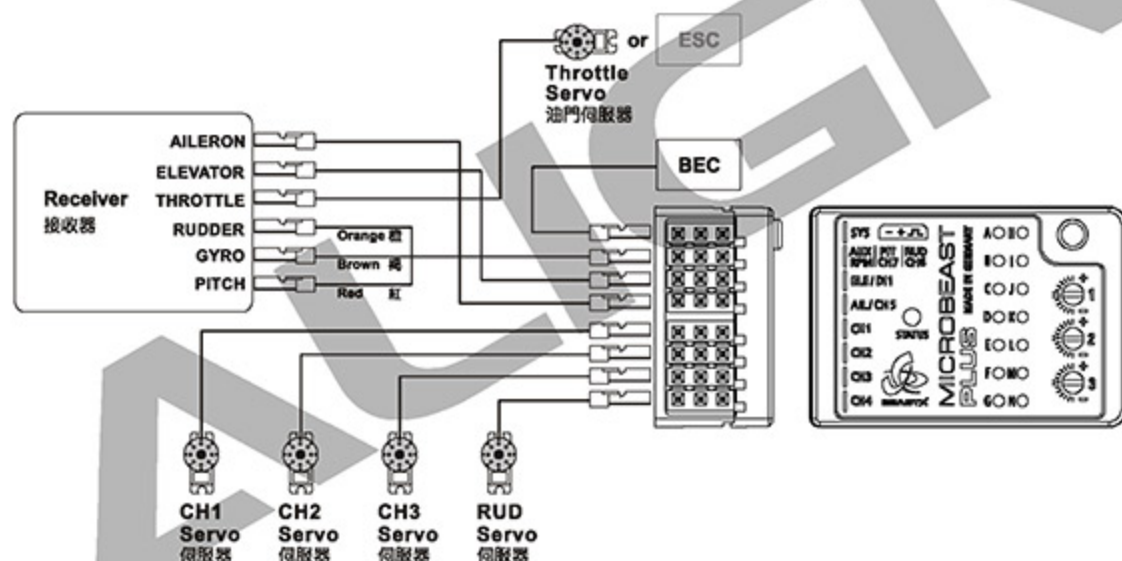 ALIGN
or
ESC
Throttle
Servo
油門伺服器
BEC
Receiver
接收器
AILERON
ELEVATOR
THROTTLE
RUDDER
GYRO
PITCH
Orange 橙
Brown 褐
Red 紅
SYS
AUX PIT RUD
RPM CH7 CH6
ELE/DI1
AIL/CH5
CH1
CH2
CH3
CH4
STATUS
BEASTX
MICROBEAST
PLUS
MADE IN GERMANY
A H
B I
C J
D K
E L
F M
G N
1
2
3
CH1
Servo
伺服器
CH2
Servo
伺服器
CH3
Servo
伺服器
RUD
Servo
伺服器